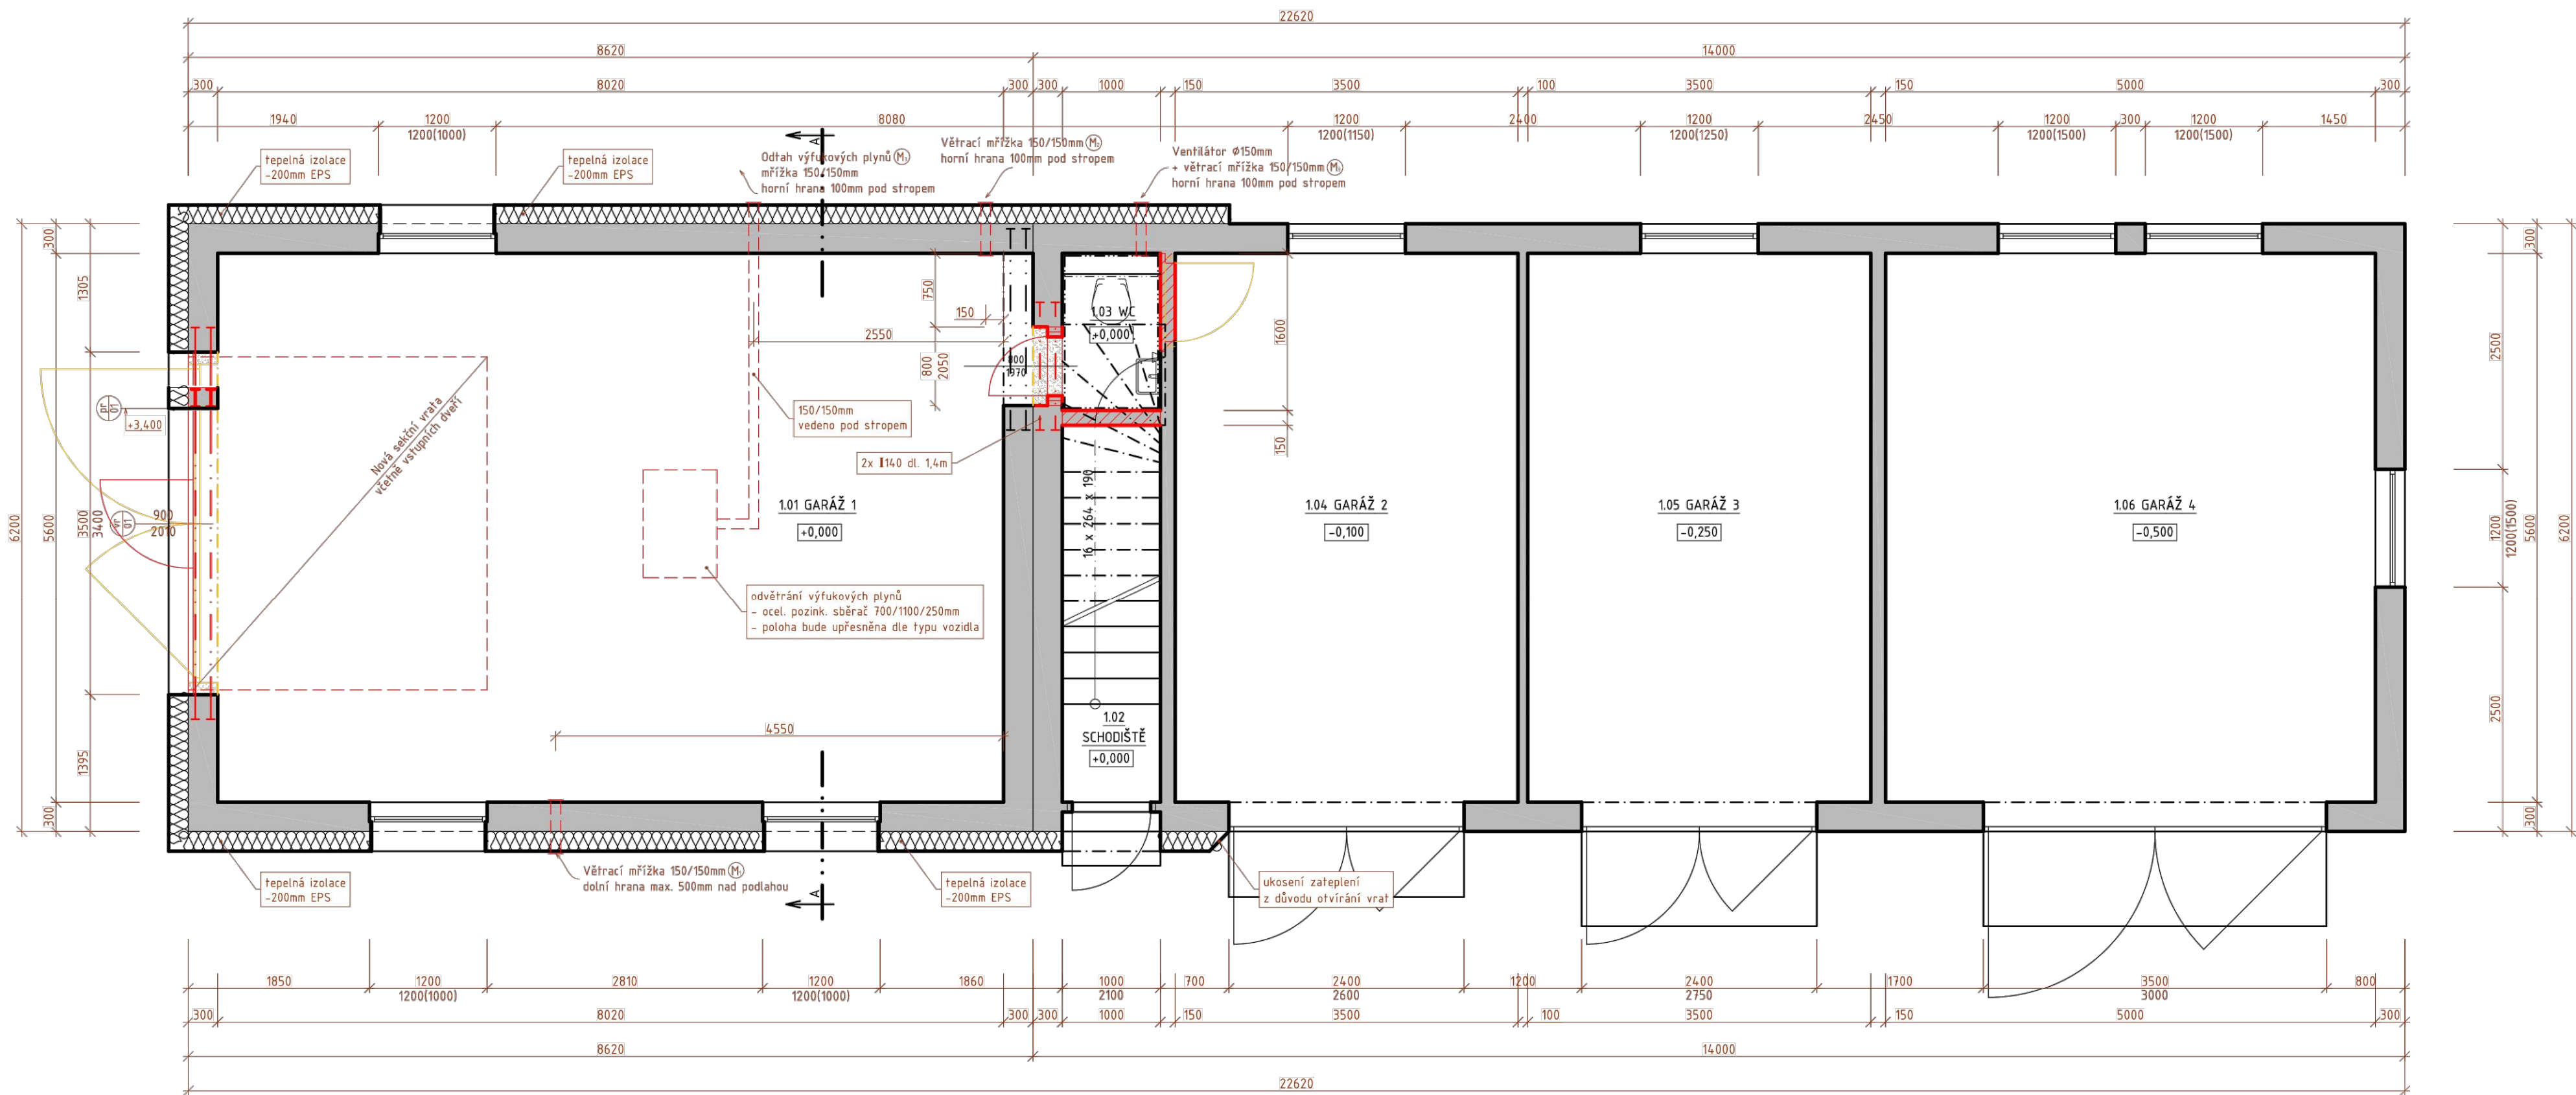 22620
8620
14000
300
8020
300
300
1000
150
3500
100
3500
150
5000
300
1940
1200
1200(1000)
8080
1200
1200(1150)
2400
1200
1200(1250)
2450
1200
1200(1500)
300
1200
1200(1500)
1450
tepelná izolace
-200mm EPS
tepelná izolace
-200mm EPS
A
Odtah výfukových plynů
mřížka 150/150mm
horní hrana 100mm pod stropem
Větrací mřížka 150/150mm
horní hrana 100mm pod stropem
Ventilátor Ø150mm
+ větrací mřížka 150/150mm
horní hrana 100mm pod stropem
6200
300
5600
300
1305
3500
3400
1395
pr
01
+3,400
01
900
2010
Nová sekční vrata
včetně vstupních dveří
750
150
2550
800
2050
800
1970
150/150mm
vedeno pod stropem
2x I140 dl. 1,4m
1.03 WC
+0,000
1600
150
16 x 264 x 190
1.01 GARÁŽ 1
+0,000
1.04 GARÁŽ 2
-0,100
1.05 GARÁŽ 3
-0,250
1.06 GARÁŽ 4
-0,500
odvětrání výfukových plynů
- ocel. pozink. sběrač 700/1100/250mm
- poloha bude upřesněna dle typu vozidla
4550
1.02
SCHODIŠTĚ
+0,000
2500
1200
1200(1500)
2500
300
5600
300
6200
tepelná izolace
-200mm EPS
Větrací mřížka 150/150mm
dolní hrana max. 500mm nad podlahou
A
tepelná izolace
-200mm EPS
ukosení zateplení
z důvodu otvírání vrat
1850
1200
1200(1000)
2810
1200
1200(1000)
1860
1000
2100
700
2400
2600
1200
2400
2750
1700
3500
3000
800
300
8020
300
300
1000
150
3500
100
3500
150
5000
300
8620
14000
22620